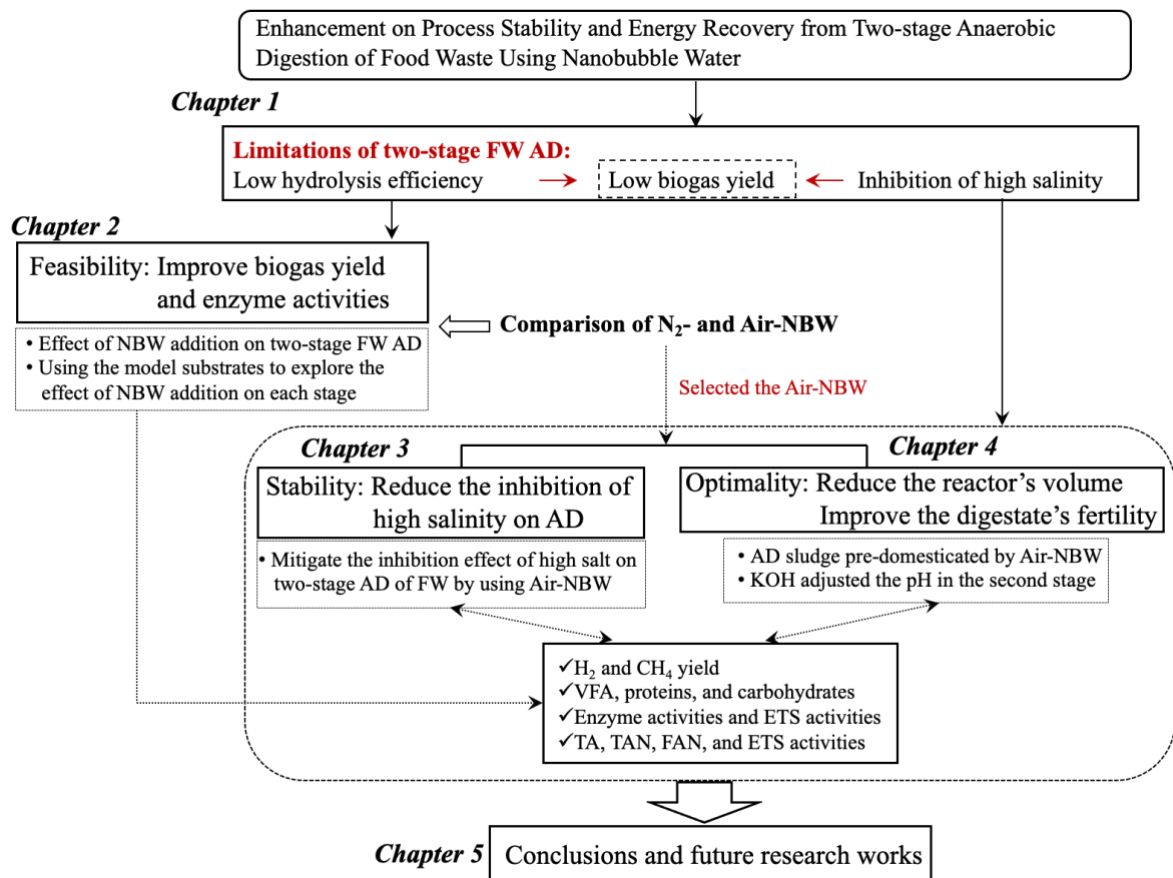 Enhancement on Process Stability and Energy Recovery from Two-stage Anaerobic
Digestion of Food Waste Using Nanobubble Water
Chapter 1
Limitations of two-stage FW AD:
Low hydrolysis efficiency
Low biogas yield
Inhibition of high salinity
Chapter 2
Feasibility: Improve biogas yield
and enzyme activities
• Effect of NBW addition on two-stage FW AD
• Using the model substrates to explore the
effect of NBW addition on each stage
Comparison of N₂- and Air-NBW
Selected the Air-NBW
Chapter 3
Stability: Reduce the inhibition of
high salinity on AD
• Mitigate the inhibition effect of high salt on
two-stage AD of FW by using Air-NBW
Chapter 4
Optimality: Reduce the reactor's volume
Improve the digestate's fertility
• AD sludge pre-domesticated by Air-NBW
• KOH adjusted the pH in the second stage
✓H₂ and CH₄ yield
✓VFA, proteins, and carbohydrates
✓Enzyme activities and ETS activities
✓TA, TAN, FAN, and ETS activities
Chapter 5
Conclusions and future research works